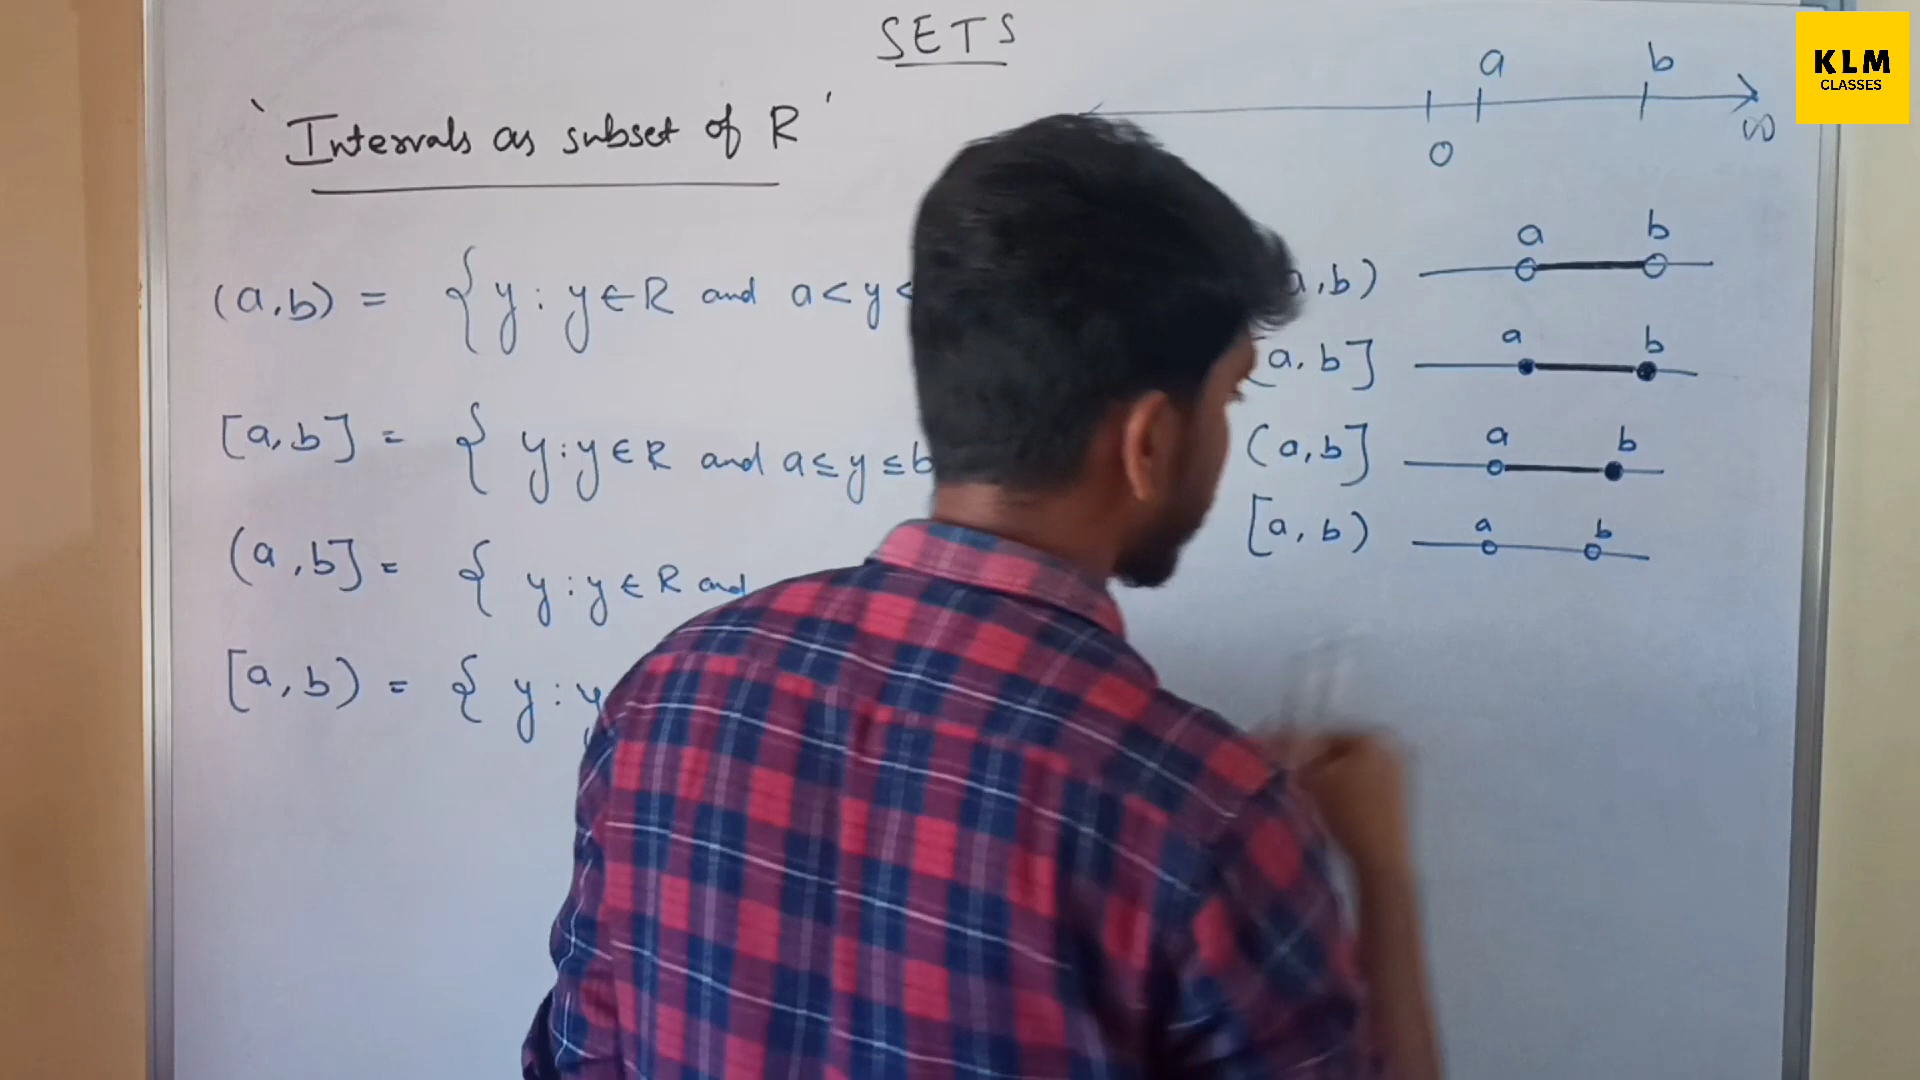 SETS
KLM
CLASSES
'Intervals as subset of R'
a b
0 ∞
(a,b) = { y : y ∈ R and a < y <
[a,b] = { y : y ∈ R and a ≤ y ≤ b
(a,b] = { y : y ∈ R and
[a,b) = { y : y
a,b)
a b
[a,b]
a b
(a,b]
a b
[a,b)
a b